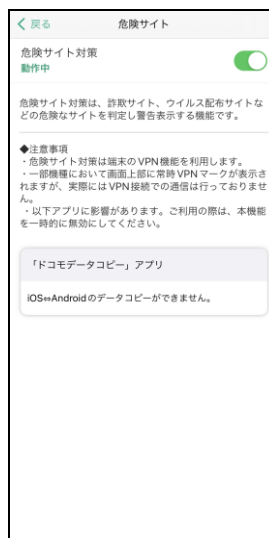 戻る 危険サイト
危険サイト対策
動作中
危険サイト対策は、詐欺サイト、ウイルス配布サイトな
どの危険なサイトを判定し警告表示する機能です。
◆注意事項
・危険サイト対策は端末のVPN機能を利用します。
・一部機種において画面上部に常時VPNマークが表示さ
れますが、実際にはVPN接続での通信は行っておりませ
ん。
・以下アプリに影響があります。ご利用の際は、本機能
を一時的に無効にしてください。
「ドコモデータコピー」アプリ
iOS⇔Androidのデータコピーができません。